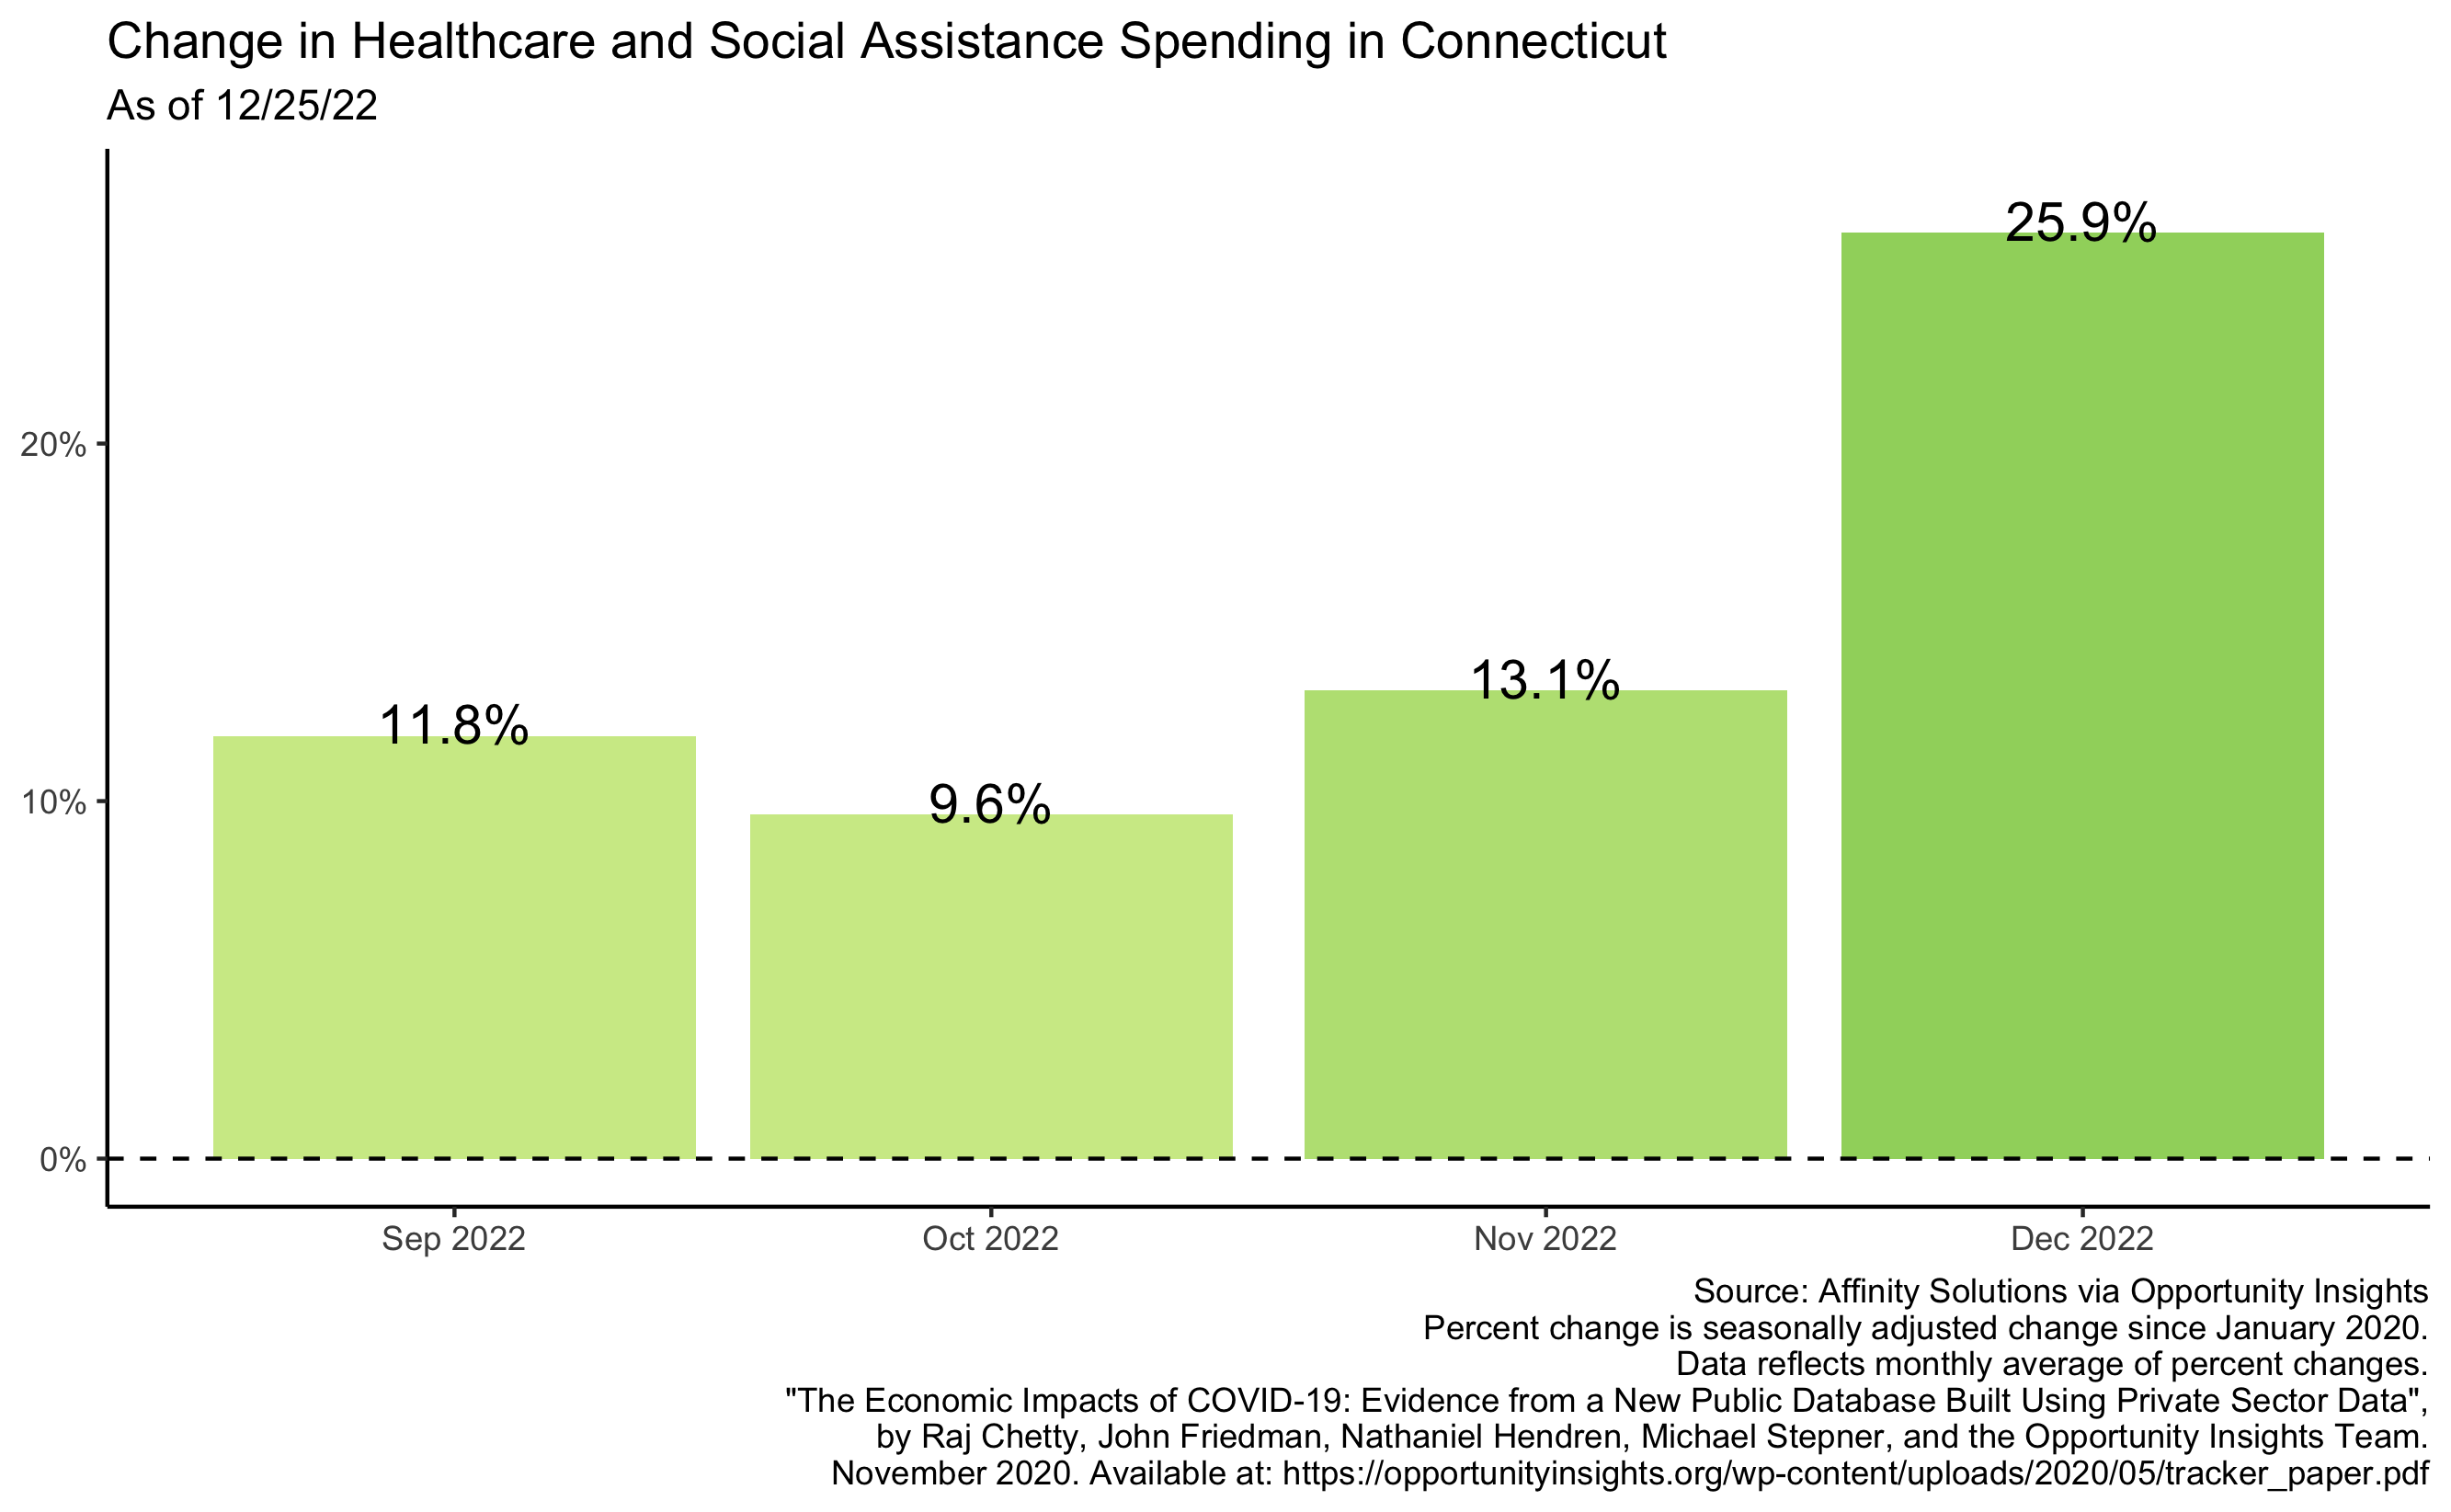 Change in Healthcare and Social Assistance Spending in Connecticut
As of 12/25/22
25.9%
20%
13.1%
11.8%
10%
9.6%
0%
Sep 2022 Oct 2022 Nov 2022 Dec 2022
Source: Affinity Solutions via Opportunity Insights
Percent change is seasonally adjusted change since January 2020.
Data reflects monthly average of percent changes.
"The Economic Impacts of COVID-19: Evidence from a New Public Database Built Using Private Sector Data",
by Raj Chetty, John Friedman, Nathaniel Hendren, Michael Stepner, and the Opportunity Insights Team.
November 2020. Available at: https://opportunityinsights.org/wp-content/uploads/2020/05/tracker_paper.pdf